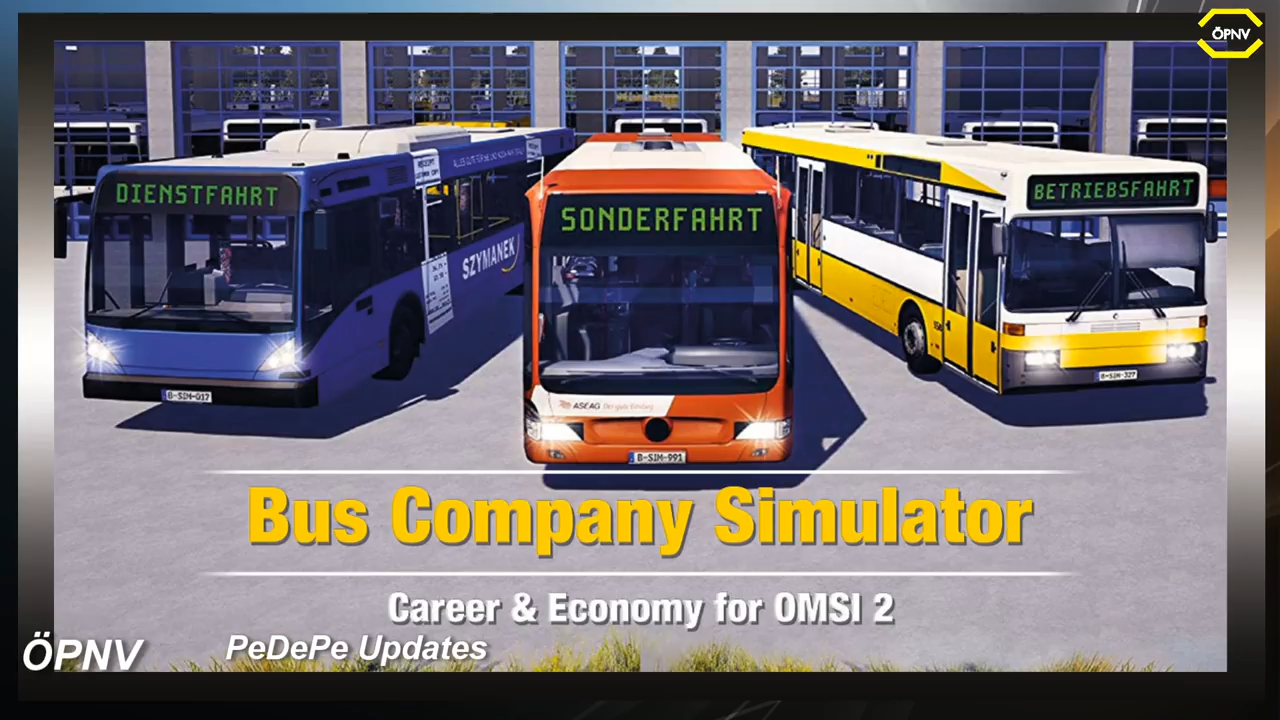 ÖPNV
DIENSTFAHRT
SONDERFAHRT
BETRIEBSFAHRT
SZYMANEK
ASEAG
B-SIM-017
B-SIM-991
B-SIM-327
Bus Company Simulator
Career & Economy for OMSI 2
ÖPNV
PeDePe Updates